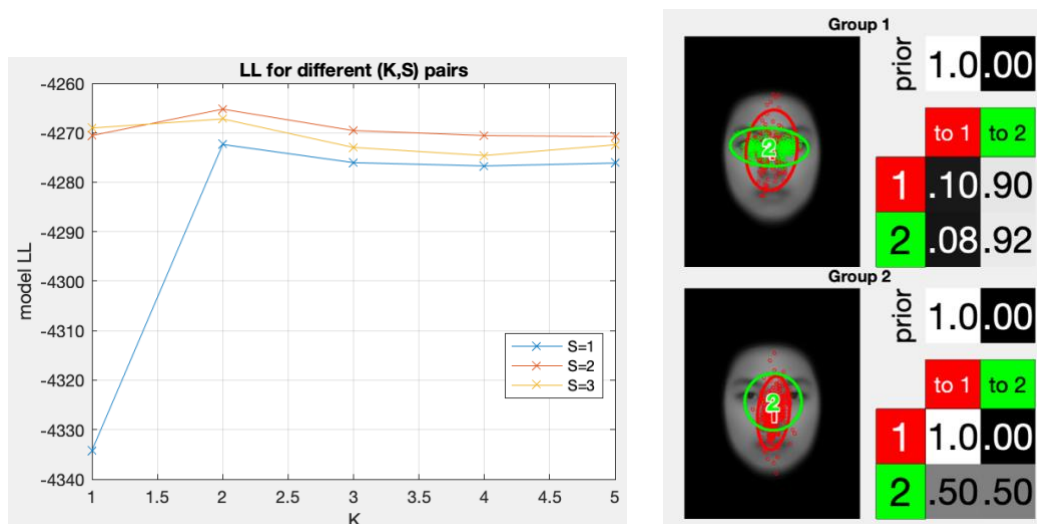 LL for different (K,S) pairs
model LL
-4260
-4270
-4280
-4290
-4300
-4310
-4320
-4330
-4340
1 1.5 2 2.5 3 3.5 4 4.5 5
K
S=1
S=2
S=3
Group 1
2
prior 1.0 .00
to 1 to 2
1 .10 .90
2 .08 .92
Group 2
2
prior 1.0 .00
to 1 to 2
1 1.0 .00
2 .50 .50